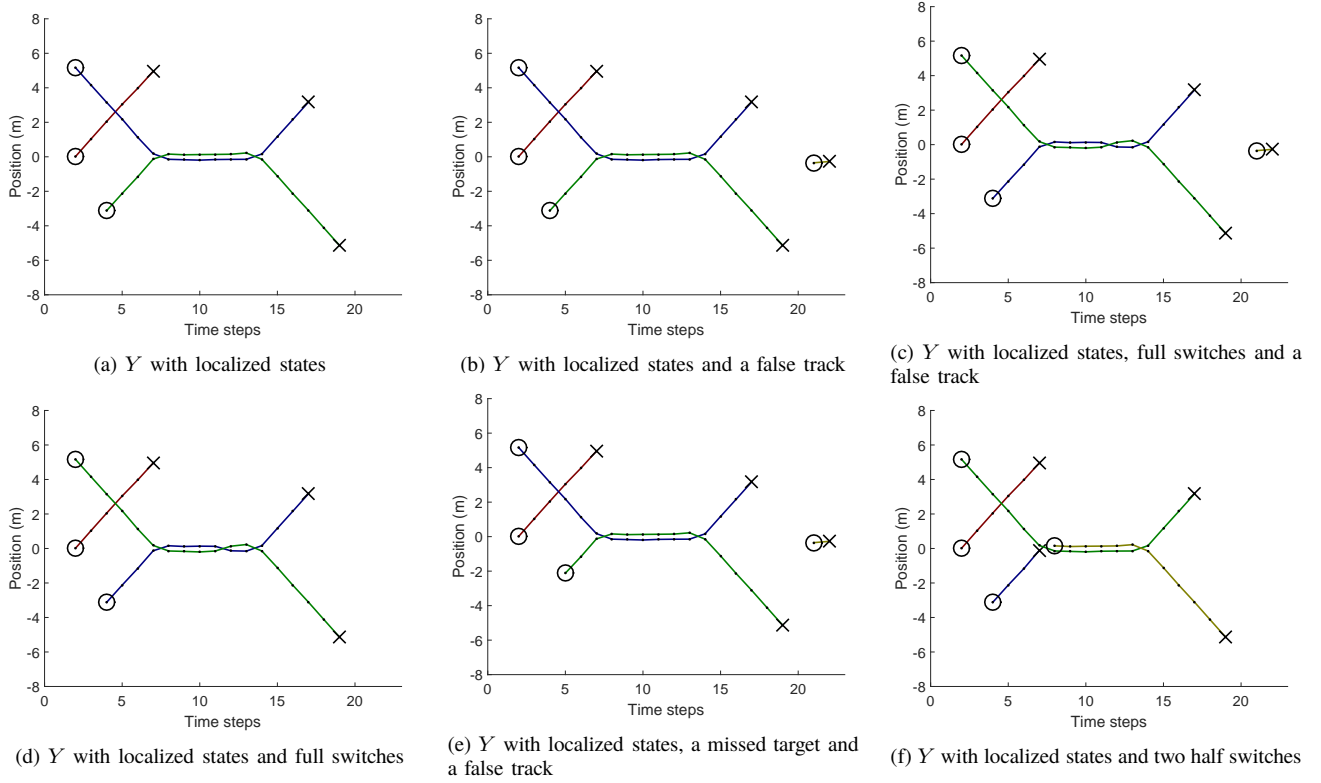 8
6
4
2
0
-2
-4
-6
-8
Position (m)
0 5 10 15 20
Time steps
(a) Y with localized states
8
6
4
2
0
-2
-4
-6
-8
Position (m)
0 5 10 15 20
Time steps
(b) Y with localized states and a false track
8
6
4
2
0
-2
-4
-6
-8
Position (m)
0 5 10 15 20
Time steps
(c) Y with localized states, full switches and a
false track
8
6
4
2
0
-2
-4
-6
-8
Position (m)
0 5 10 15 20
Time steps
(d) Y with localized states and full switches
8
6
4
2
0
-2
-4
-6
-8
Position (m)
0 5 10 15 20
Time steps
(e) Y with localized states, a missed target and
a false track
8
6
4
2
0
-2
-4
-6
-8
Position (m)
0 5 10 15 20
Time steps
(f) Y with localized states and two half switches